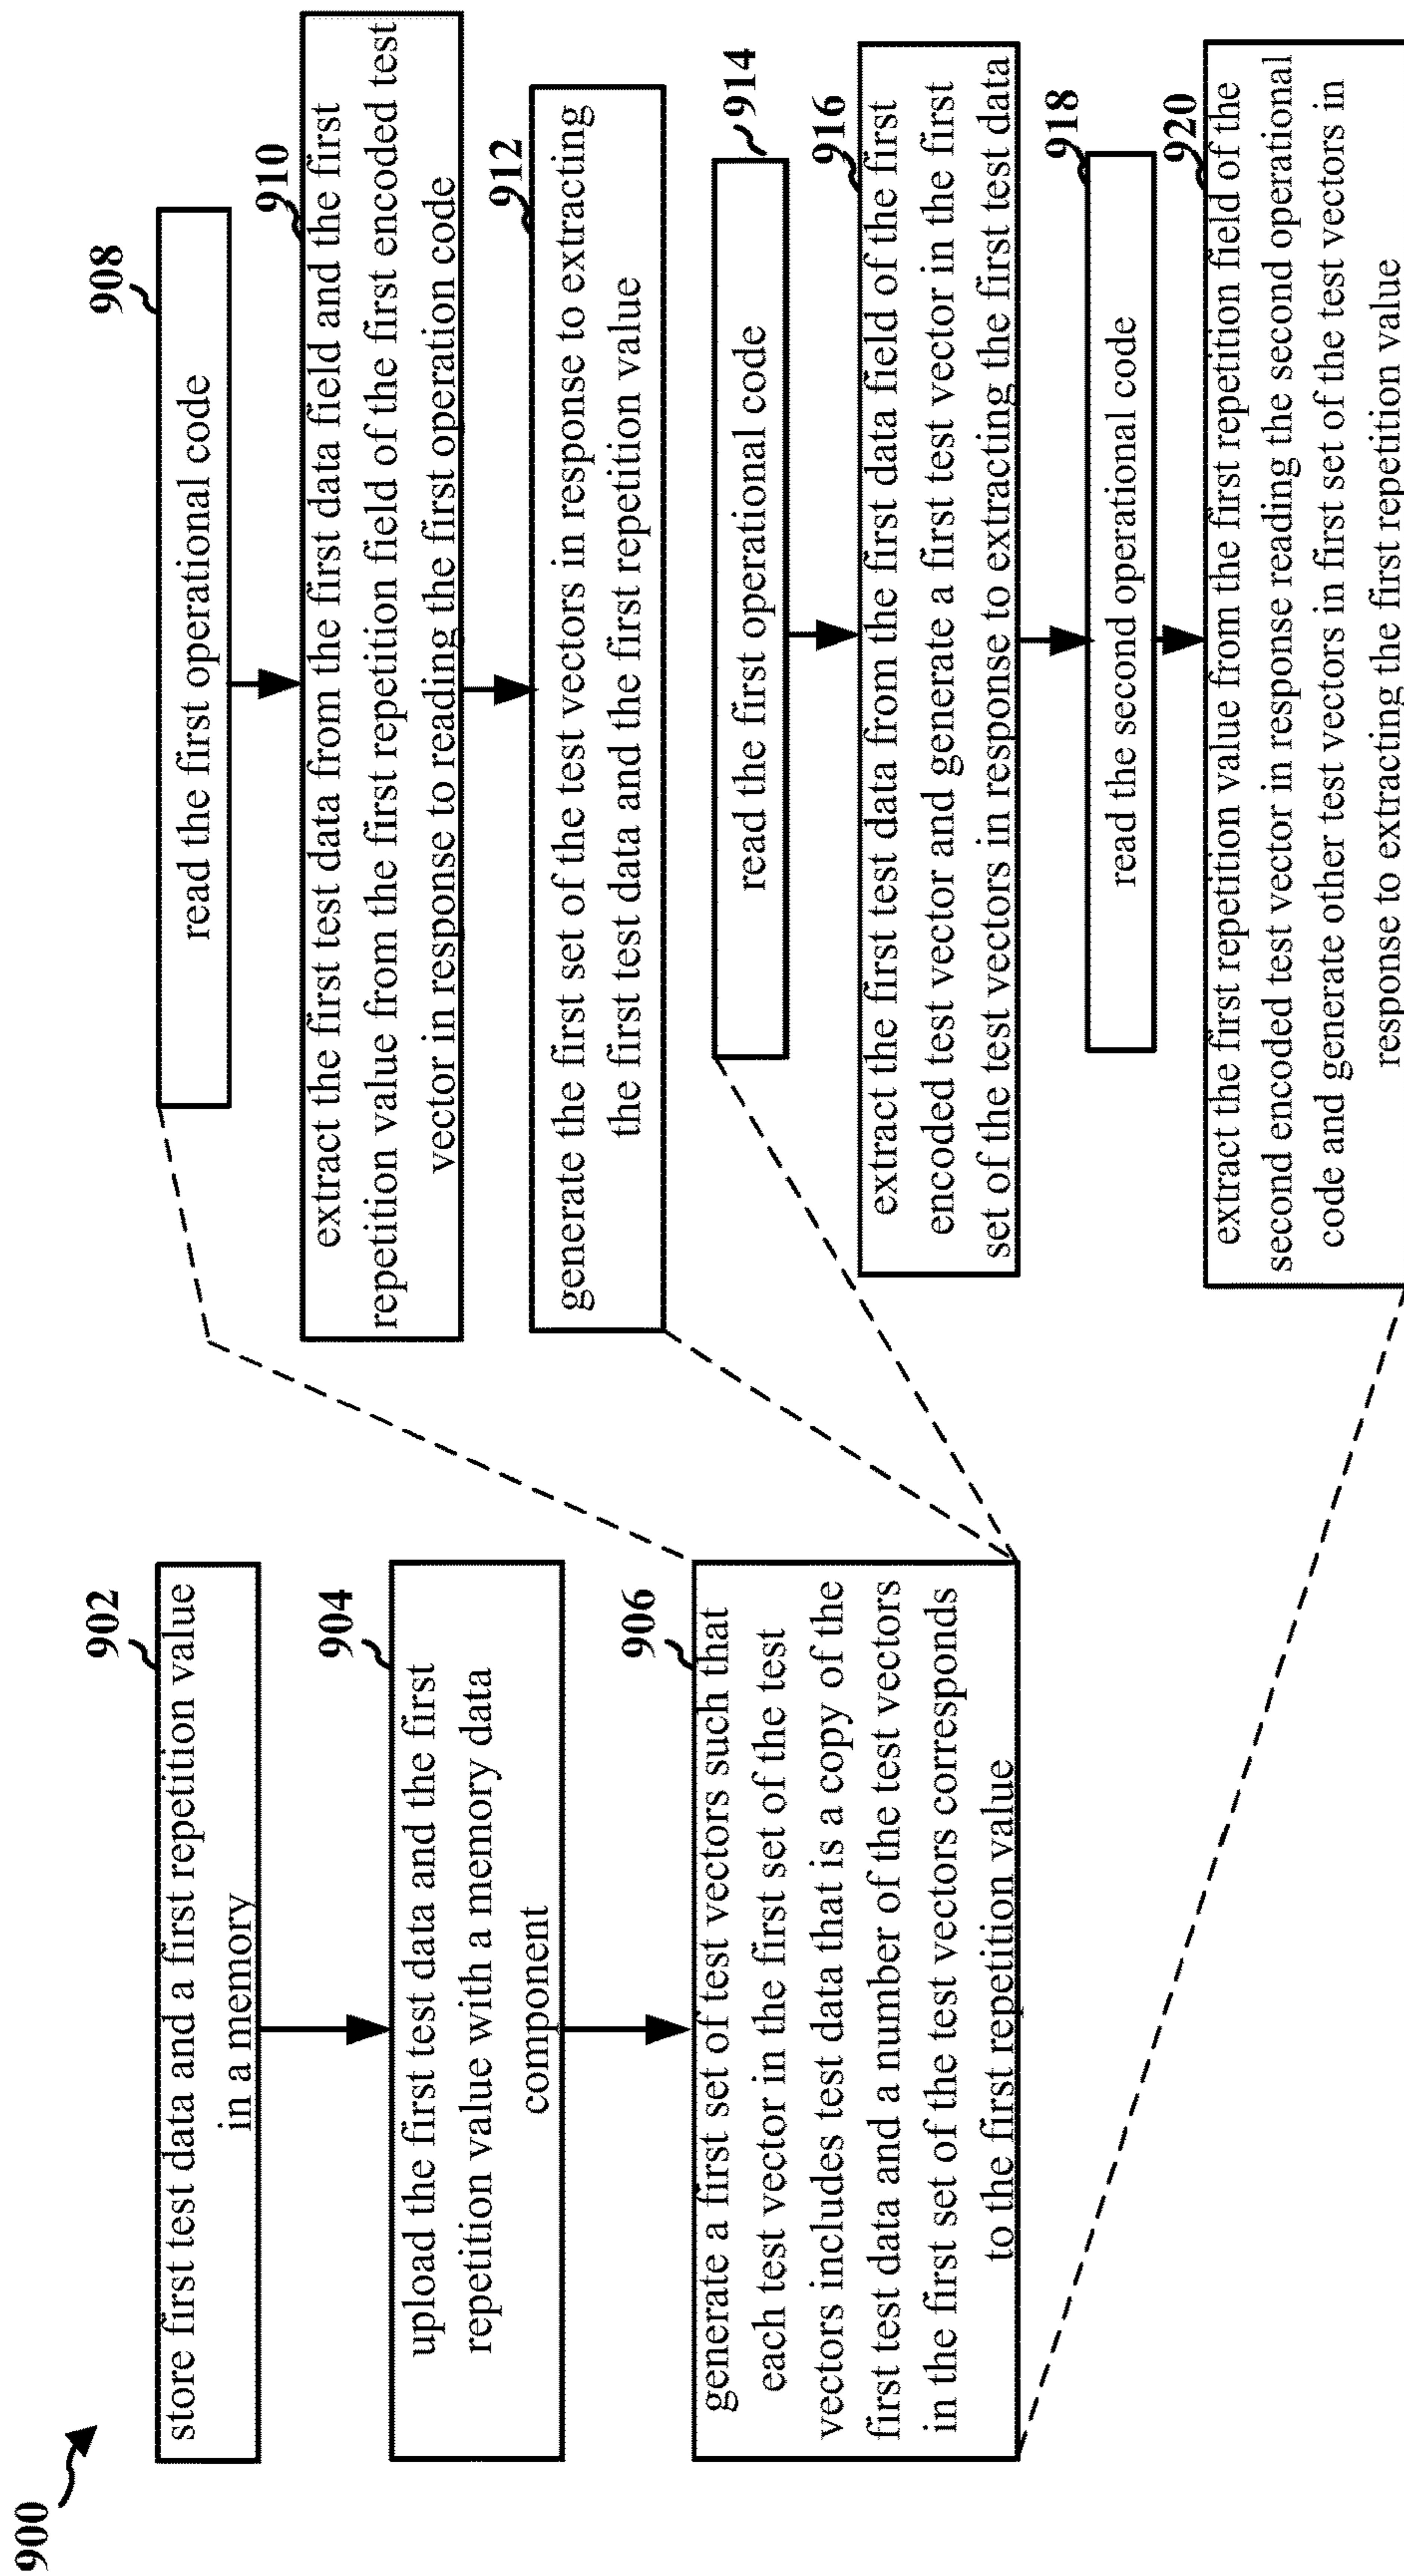 900
902
store first test data and a first repetition value
in a memory
904
upload the first test data and the first
repetition value with a memory data
component
906
generate a first set of test vectors such that
each test vector in the first set of the test
vectors includes test data that is a copy of the
first test data and a number of the test vectors
in the first set of the test vectors corresponds
to the first repetition value
908
read the first operational code
910
extract the first test data from the first data field and the first
repetition value from the first repetition field of the first encoded test
vector in response to reading the first operation code
912
generate the first set of the test vectors in response to extracting
the first test data and the first repetition value
914
read the first operational code
916
extract the first test data from the first data field of the first
encoded test vector and generate a first test vector in the first
set of the test vectors in response to extracting the first test data
918
read the second operational code
920
extract the first repetition value from the first repetition field of the
second encoded test vector in response reading the second operational
code and generate other test vectors in first set of the test vectors in
response to extracting the first repetition value